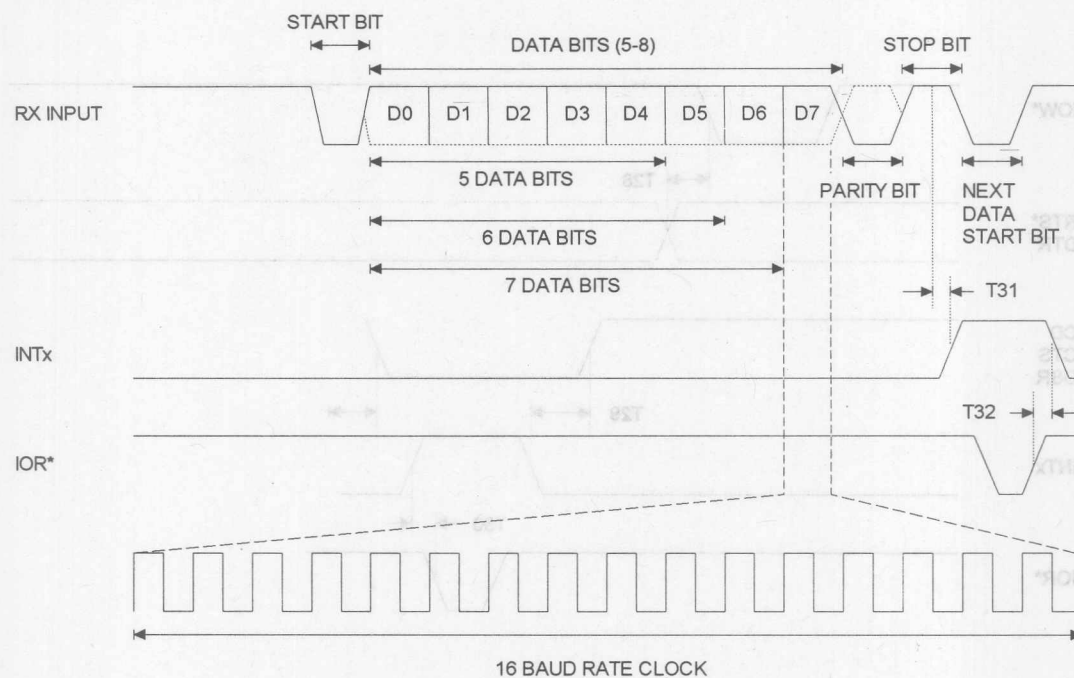 START BIT
DATA BITS (5-8)
STOP BIT
RX INPUT
D0 D1 D2 D3 D4 D5 D6 D7
5 DATA BITS
PARITY BIT
NEXT
DATA
START BIT
6 DATA BITS
7 DATA BITS
T31
INTx
T32
IOR*
16 BAUD RATE CLOCK